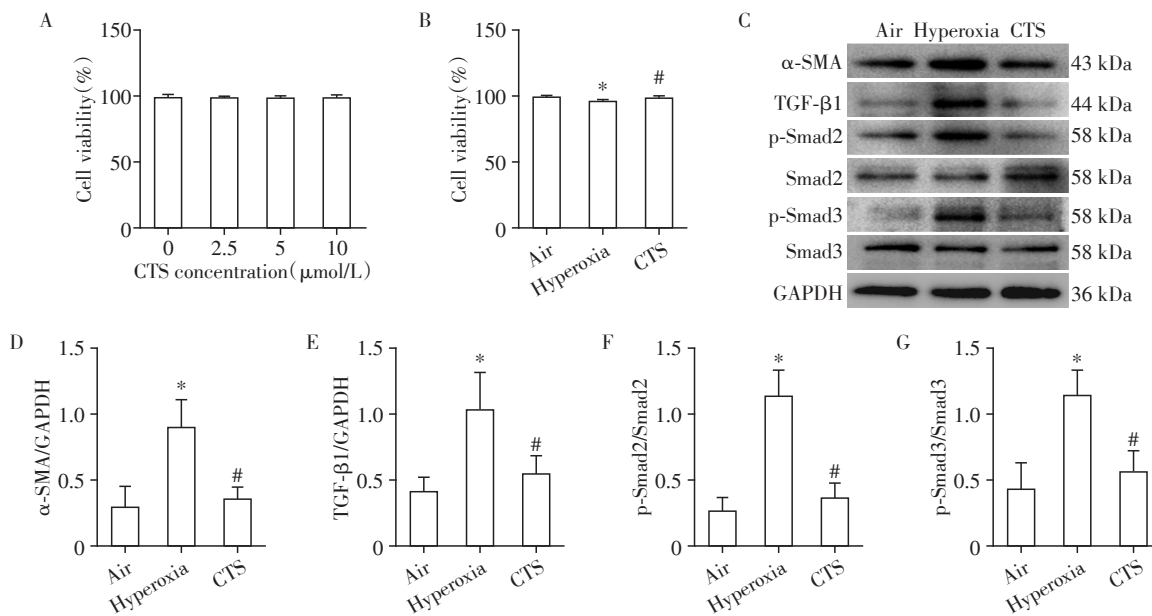 A
150
100
50
0
Cell viability(%)
0 2.5 5 10
CTS concentration(μmol/L)
B
150
100
50
0
Cell viability(%)
* #
Air Hyperoxia CTS
C
Air Hyperoxia CTS
α-SMA 43 kDa
TGF-β1 44 kDa
p-Smad2 58 kDa
Smad2 58 kDa
p-Smad3 58 kDa
Smad3 58 kDa
GAPDH 36 kDa
D
1.5
1.0
0.5
0
α-SMA/GAPDH
* #
Air Hyperoxia CTS
E
1.5
1.0
0.5
0
TGF-β1/GAPDH
* #
Air Hyperoxia CTS
F
1.5
1.0
0.5
0
p-Smad2/Smad2
* #
Air Hyperoxia CTS
G
1.5
1.0
0.5
0
p-Smad3/Smad3
* #
Air Hyperoxia CTS